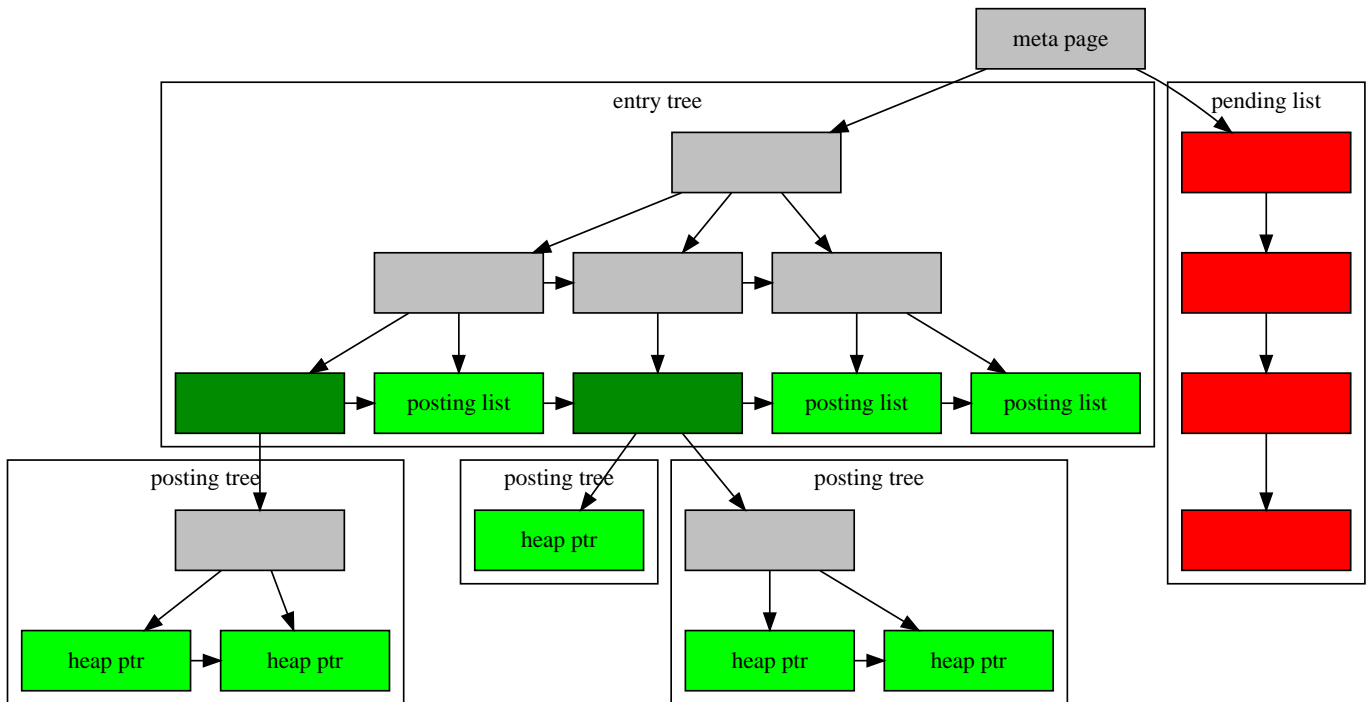 meta page
entry tree
pending list
posting list
posting list
posting list
posting tree
posting tree
posting tree
heap ptr
heap ptr
heap ptr
heap ptr
heap ptr